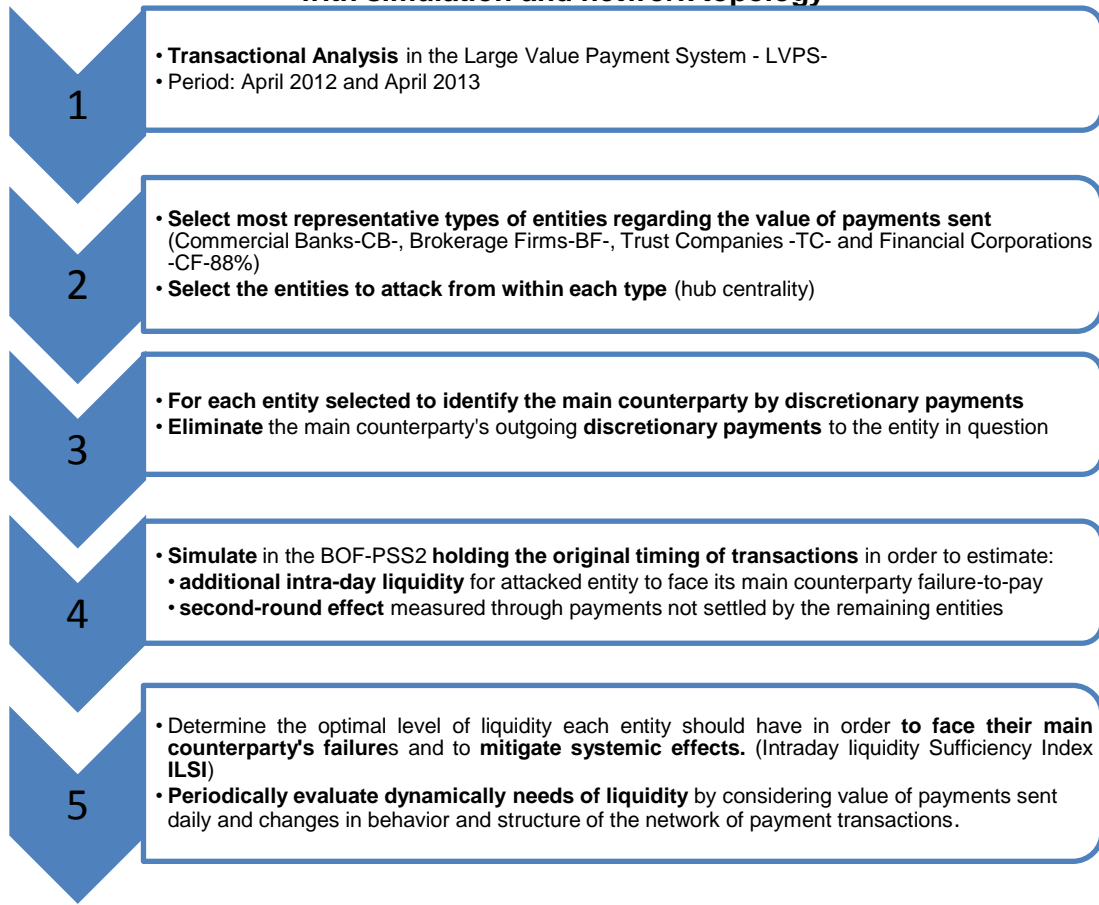 with simulation and network topology
1
• Transactional Analysis in the Large Value Payment System - LVPS-
• Period: April 2012 and April 2013
2
• Select most representative types of entities regarding the value of payments sent
(Commercial Banks-CB-, Brokerage Firms-BF-, Trust Companies -TC- and Financial Corporations
-CF-88%)
• Select the entities to attack from within each type (hub centrality)
3
• For each entity selected to identify the main counterparty by discretionary payments
• Eliminate the main counterparty's outgoing discretionary payments to the entity in question
4
• Simulate in the BOF-PSS2 holding the original timing of transactions in order to estimate:
• additional intra-day liquidity for attacked entity to face its main counterparty failure-to-pay
• second-round effect measured through payments not settled by the remaining entities
5
• Determine the optimal level of liquidity each entity should have in order to face their main
counterparty's failures and to mitigate systemic effects. (Intraday liquidity Sufficiency Index
ILSI)
• Periodically evaluate dynamically needs of liquidity by considering value of payments sent
daily and changes in behavior and structure of the network of payment transactions.